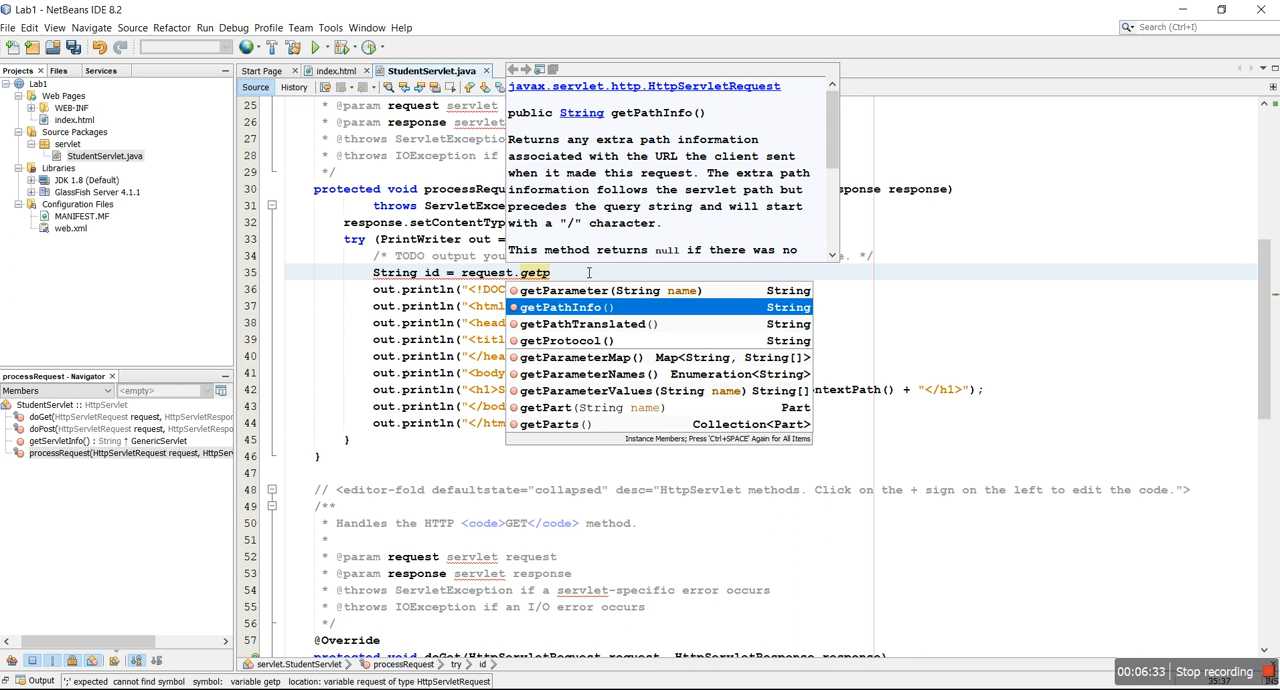 Lab1 - NetBeans IDE 8.2
File Edit View Navigate Source Refactor Run Debug Profile Team Tools Window Help
Search (Ctrl+I)
Projects Files Services
Start Page index.html StudentServlet.java
Source History
Lab1
Web Pages
WEB-INF
index.html
Source Packages
servlet
StudentServlet.java
Libraries
JDK 1.8 (Default)
GlassFish Server 4.1.1
Configuration Files
MANIFEST.MF
web.xml
processRequest - Navigator
Members <empty>
StudentServlet :: HttpServlet
doGet(HttpServletRequest request, HttpServletRespor
doPost(HttpServletRequest request, HttpServletRespo
getServletInfo() : String ↑ GenericServlet
processRequest(HttpServletRequest request, HttpServ
25 * @param request servlet
26 * @param response servlet
27 * @throws ServletExceptio
28 * @throws IOException if
29 */
30 protected void processRequ sponse response)
31 throws ServletExce
32 response.setContentTyp
33 try (PrintWriter out =
34 /* TODO output you e. */
35 String id = request.getp
36 out.println("<!DOC
37 out.println("<html
38 out.println("<head
39 out.println("<titl
40 out.println("</hea
41 out.println("<body
42 out.println("<h1>S ontextPath() + "</h1>");
43 out.println("</bod
44 out.println("</htm
45 }
46 }
47
48 // <editor-fold defaultstate="collapsed" desc="HttpServlet methods. Click on the + sign on the left to edit the code.">
49 /**
50 * Handles the HTTP <code>GET</code> method.
51 *
52 * @param request servlet request
53 * @param response servlet response
54 * @throws ServletException if a servlet-specific error occurs
55 * @throws IOException if an I/O error occurs
56 */
57 @Override
protected void doGet(HttpServletRequest request, HttpServletResponse response)
javax.servlet.http.HttpServletRequest
public String getPathInfo()
Returns any extra path information
associated with the URL the client sent
when it made this request. The extra path
information follows the servlet path but
precedes the query string and will start
with a "/" character.
This method returns null if there was no
getParameter(String name) String
getPathInfo() String
getPathTranslated() String
getProtocol() String
getParameterMap() Map<String, String[]>
getParameterNames() Enumeration<String>
getParameterValues(String name) String[]
getPart(String name) Part
getParts() Collection<Part>
Instance Members; Press 'Ctrl+SPACE' Again for All Items
servlet.StudentServlet processRequest try id
Output ';' expected cannot find symbol symbol: variable getp location: variable request of type HttpServletRequest
00:06:33 Stop recording
35:37 INS